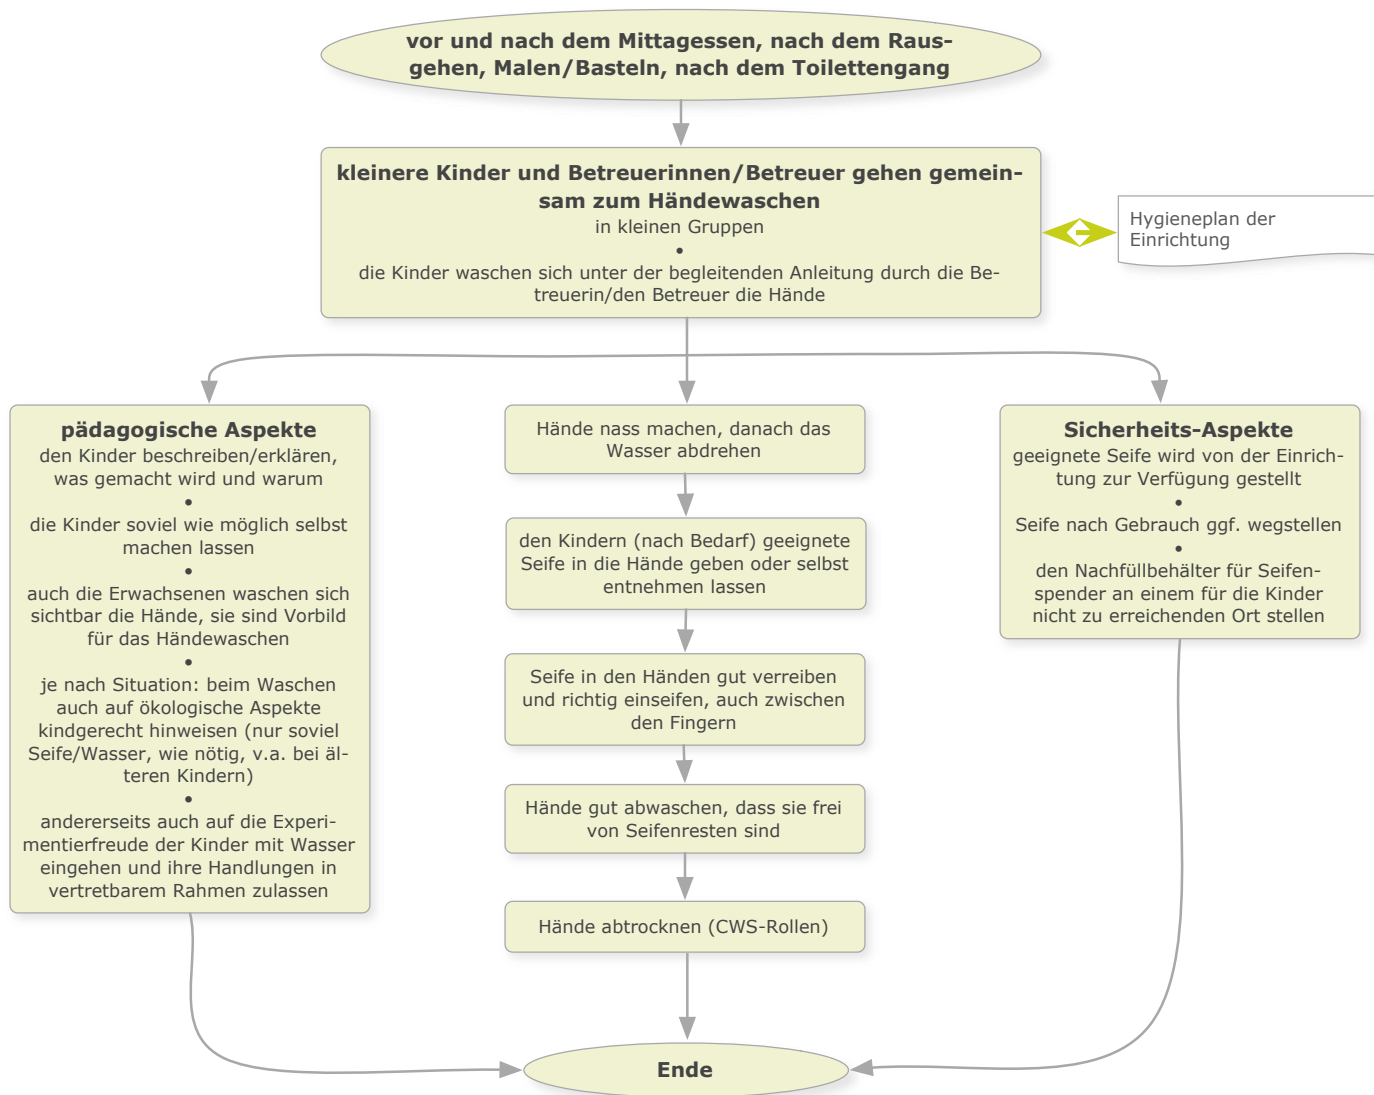 vor und nach dem Mittagessen, nach dem Raus-
gehen, Malen/Basteln, nach dem Toilettengang
kleinere Kinder und Betreuerinnen/Betreuer gehen gemein-
sam zum Händewaschen
in kleinen Gruppen
•
die Kinder waschen sich unter der begleitenden Anleitung durch die Be-
treuerin/den Betreuer die Hände
Hygieneplan der
Einrichtung
pädagogische Aspekte
den Kinder beschreiben/erklären,
was gemacht wird und warum
•
die Kinder soviel wie möglich selbst
machen lassen
•
auch die Erwachsenen waschen sich
sichtbar die Hände, sie sind Vorbild
für das Händewaschen
•
je nach Situation: beim Waschen
auch auf ökologische Aspekte
kindgerecht hinweisen (nur soviel
Seife/Wasser, wie nötig, v.a. bei äl-
teren Kindern)
•
andererseits auch auf die Experi-
mentierfreude der Kinder mit Wasser
eingehen und ihre Handlungen in
vertretbarem Rahmen zulassen
Hände nass machen, danach das
Wasser abdrehen
den Kindern (nach Bedarf) geeignete
Seife in die Hände geben oder selbst
entnehmen lassen
Seife in den Händen gut verreiben
und richtig einseifen, auch zwischen
den Fingern
Hände gut abwaschen, dass sie frei
von Seifenresten sind
Hände abtrocknen (CWS-Rollen)
Sicherheits-Aspekte
geeignete Seife wird von der Einrich-
tung zur Verfügung gestellt
•
Seife nach Gebrauch ggf. wegstellen
•
den Nachfüllbehälter für Seifen-
spender an einem für die Kinder
nicht zu erreichenden Ort stellen
Ende